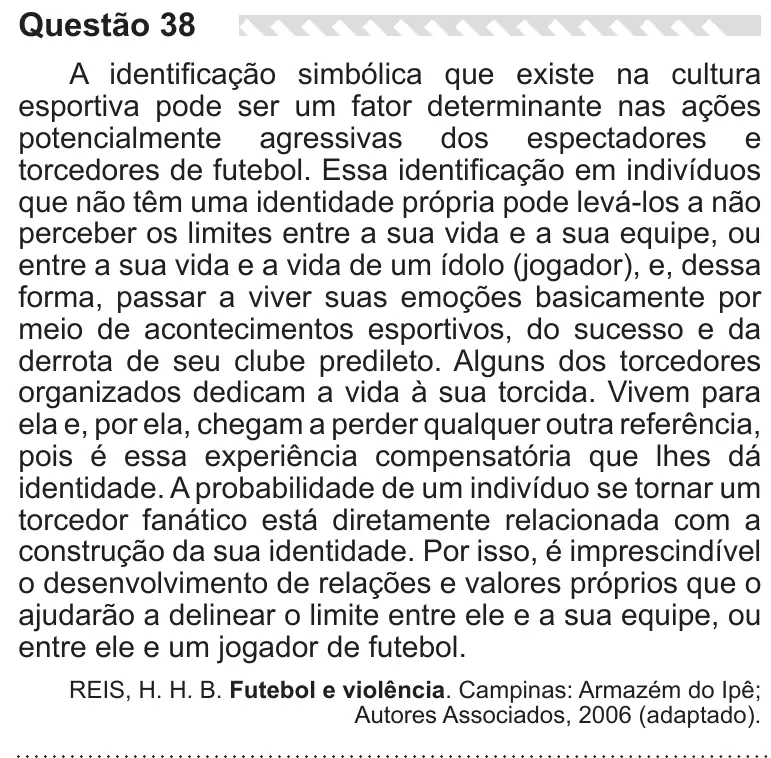 Questão 38
A identificação simbólica que existe na cultura
esportiva pode ser um fator determinante nas ações
potencialmente agressivas dos espectadores e
torcedores de futebol. Essa identificação em indivíduos
que não têm uma identidade própria pode levá-los a não
perceber os limites entre a sua vida e a sua equipe, ou
entre a sua vida e a vida de um ídolo (jogador), e, dessa
forma, passar a viver suas emoções basicamente por
meio de acontecimentos esportivos, do sucesso e da
derrota de seu clube predileto. Alguns dos torcedores
organizados dedicam a vida à sua torcida. Vivem para
ela e, por ela, chegam a perder qualquer outra referência,
pois é essa experiência compensatória que lhes dá
identidade. A probabilidade de um indivíduo se tornar um
torcedor fanático está diretamente relacionada com a
construção da sua identidade. Por isso, é imprescindível
o desenvolvimento de relações e valores próprios que o
ajudarão a delinear o limite entre ele e a sua equipe, ou
entre ele e um jogador de futebol.
REIS, H. H. B. Futebol e violência. Campinas: Armazém do Ipê;
Autores Associados, 2006 (adaptado).